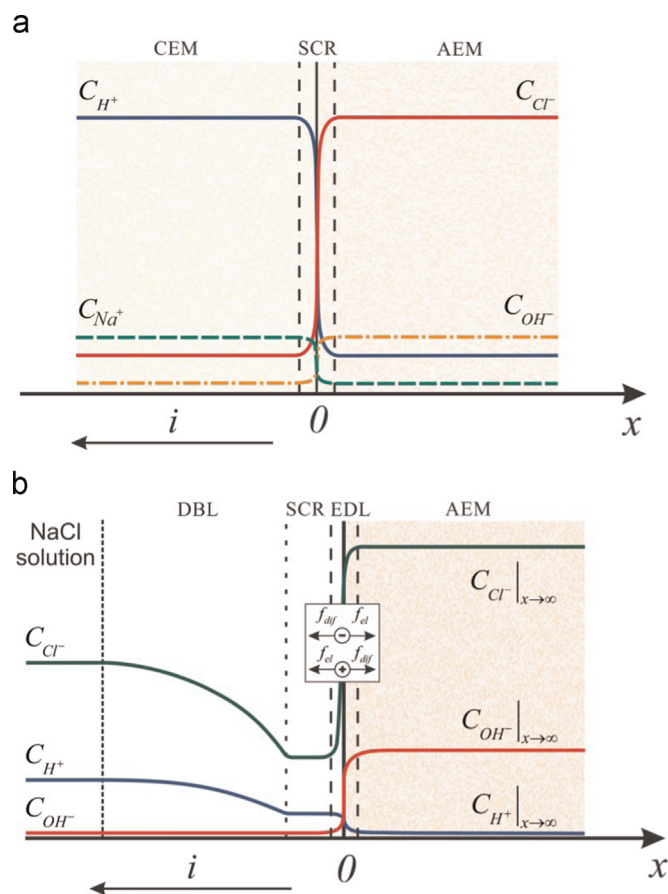 a
CEM SCR AEM
C_{H^+} C_{Cl^-}
C_{Na^+} C_{OH^-}
i 0 x
b
DBL SCR EDL AEM
NaCl
solution
C_{Cl^-}|_{x→∞}
f_{dif} f_{el}
−
C_{Cl^-}
f_{el} f_{dif}
+
C_{OH^-}|_{x→∞}
C_{H^+}
C_{OH^-} C_{H^+}|_{x→∞}
i 0 x